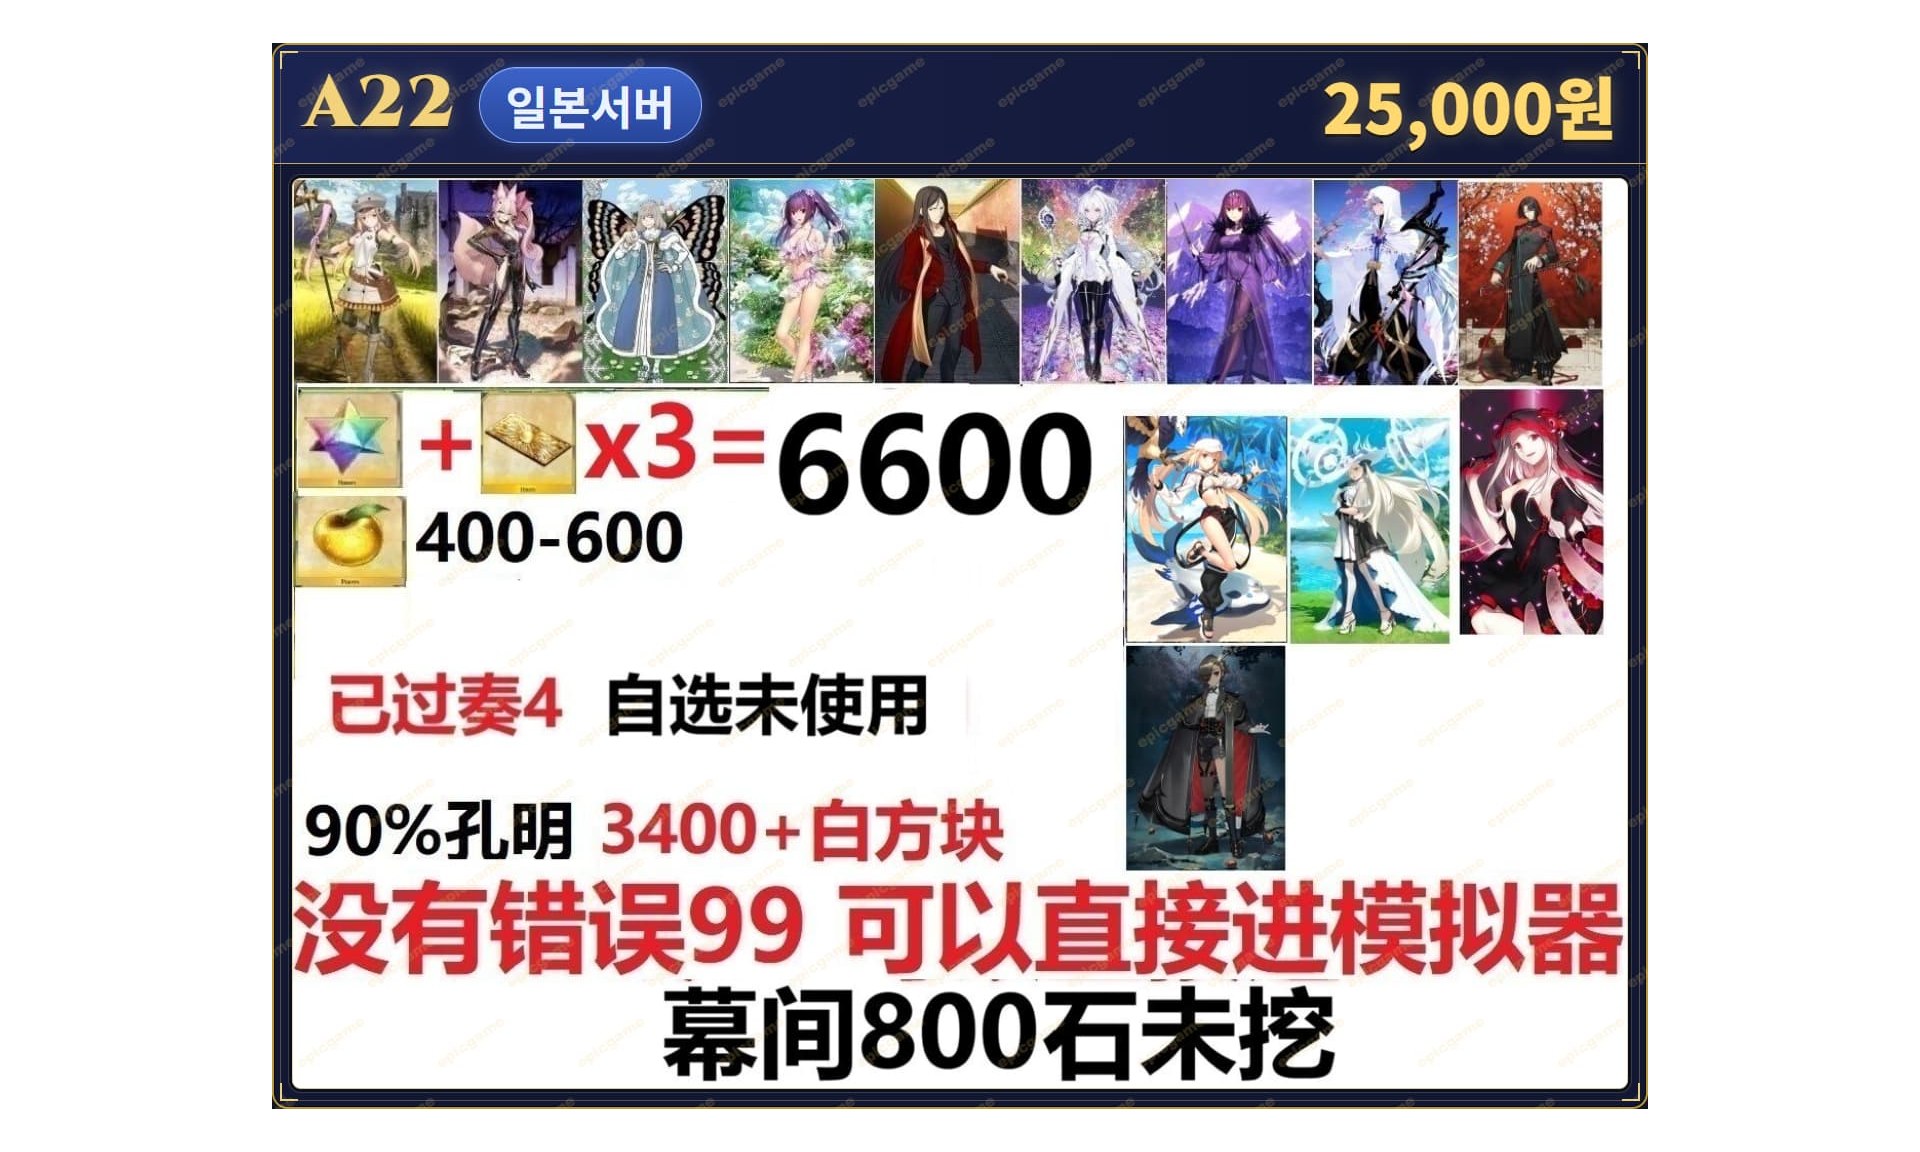 A22 일본서버 25,000원
+ x3=6600
400-600
已过奏4 自选未使用
90%孔明 3400+白方块
没有错误99 可以直接进模拟器
幕间800石未挖
epicgame